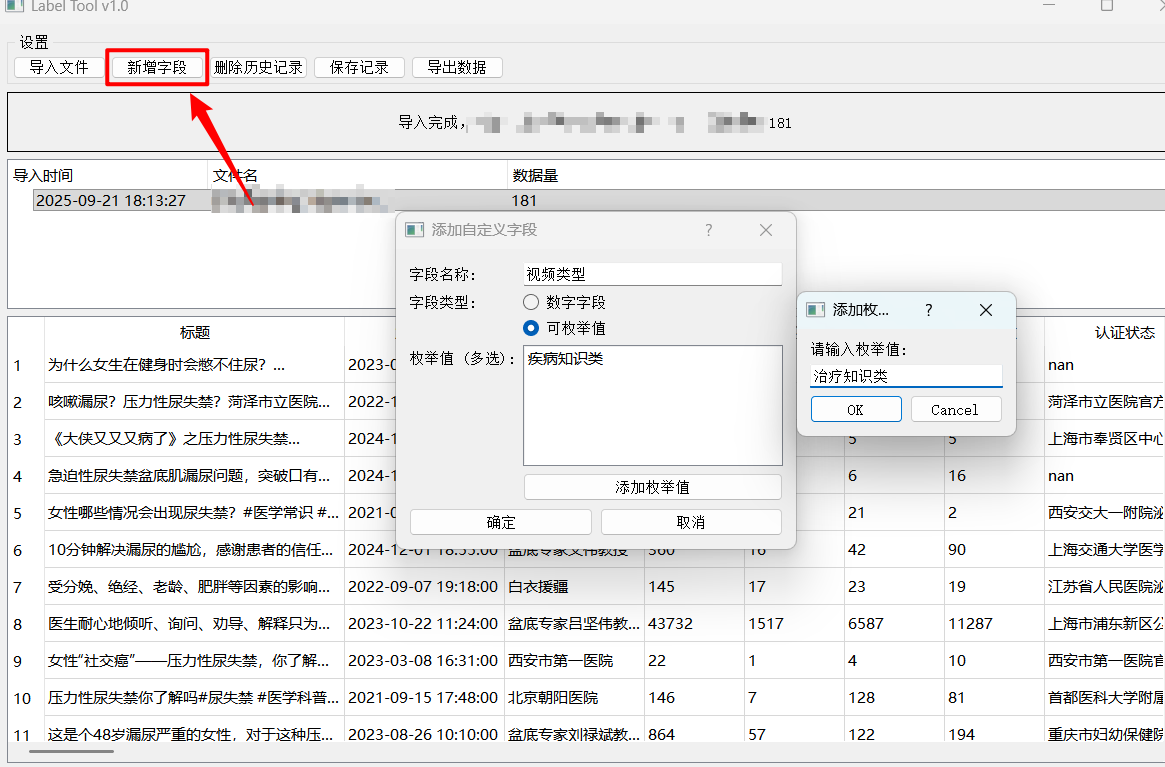 Label Tool v1.0
设置
导入文件 新增字段 删除历史记录 保存记录 导出数据
导入完成, 181
导入时间 文件名 数据量
2025-09-21 18:13:27 181
添加自定义字段 ?
字段名称： 视频类型
字段类型： 数字字段
可枚举值
枚举值（多选）： 疾病知识类
添加枚举值
确定 取消
添加枚... ?
请输入枚举值：
治疗知识类
OK Cancel
标题 认证状态
1 为什么女生在健身时会憋不住尿？... 2023-0 nan
2 咳嗽漏尿？压力性尿失禁？菏泽市立医院... 2022-1 菏泽市立医院官方
3 《大侠又又又病了》之压力性尿失禁... 2024-1 5 5 上海市奉贤区中心
4 急迫性尿失禁盆底肌漏尿问题，突破口有... 2024-1 6 16 nan
5 女性哪些情况会出现尿失禁？#医学常识 #... 2021-0 21 2 西安交大一附院泌
6 10分钟解决漏尿的尴尬，感谢患者的信任... 2024-12-01 18:55:00 盆底专家文伟教授 360 16 42 90 上海交通大学医学
7 受分娩、绝经、老龄、肥胖等因素的影响... 2022-09-07 19:18:00 白衣援疆 145 17 23 19 江苏省人民医院泌
8 医生耐心地倾听、询问、劝导、解释只为... 2023-10-22 11:24:00 盆底专家吕坚伟教... 43732 1517 6587 11287 上海市浦东新区公
9 女性“社交癌”——压力性尿失禁，你了解... 2023-03-08 16:31:00 西安市第一医院 22 1 4 10 西安市第一医院官
10 压力性尿失禁你了解吗#尿失禁 #医学科普... 2021-09-15 17:48:00 北京朝阳医院 146 7 128 81 首都医科大学附属
11 这是个48岁漏尿严重的女性，对于这种压... 2023-08-26 10:10:00 盆底专家刘禄斌教... 864 57 122 194 重庆市妇幼保健院